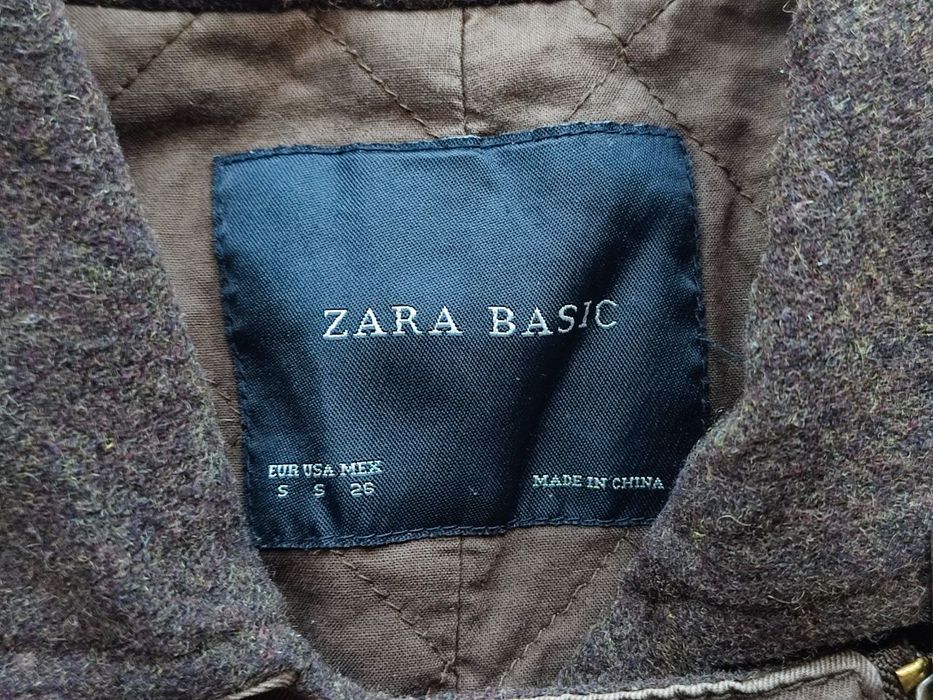 ZARA BASIC
EUR USA MEX
S S 26
MADE IN CHINA